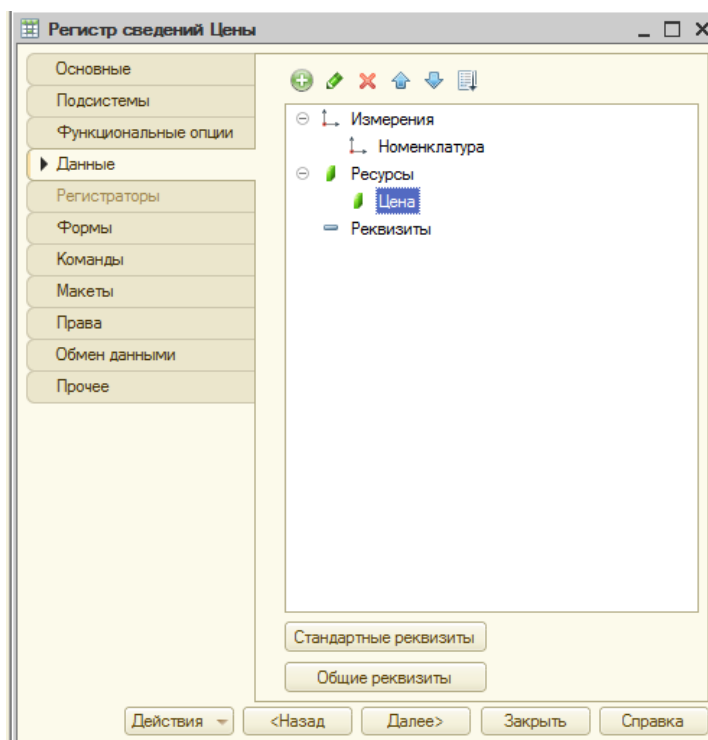 Регистр сведений Цены
Основные
Подсистемы
Функциональные опции
Данные
Регистраторы
Формы
Команды
Макеты
Права
Обмен данными
Прочее
Измерения
Номенклатура
Ресурсы
Цена
Реквизиты
Стандартные реквизиты
Общие реквизиты
Действия
<Назад
Далее>
Закрыть
Справка